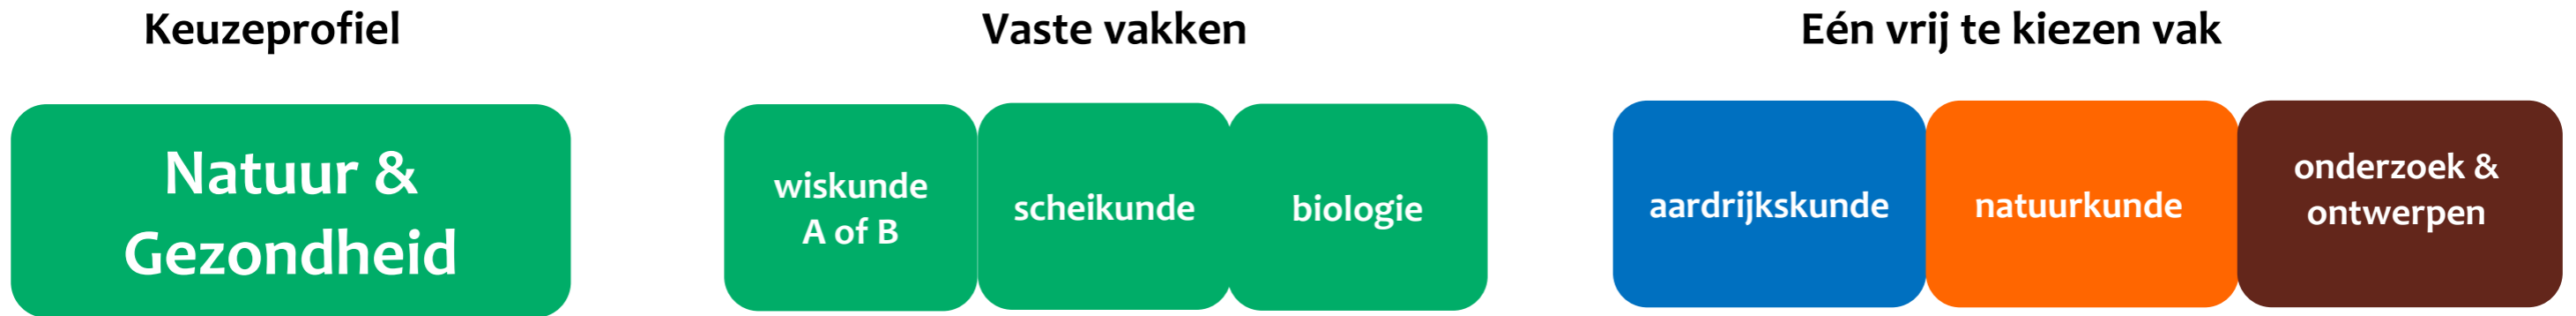 Keuzeprofiel
Vaste vakken
Eén vrij te kiezen vak
Natuur &
Gezondheid
wiskunde
A of B
scheikunde
biologie
aardrijkskunde
natuurkunde
onderzoek &
ontwerpen